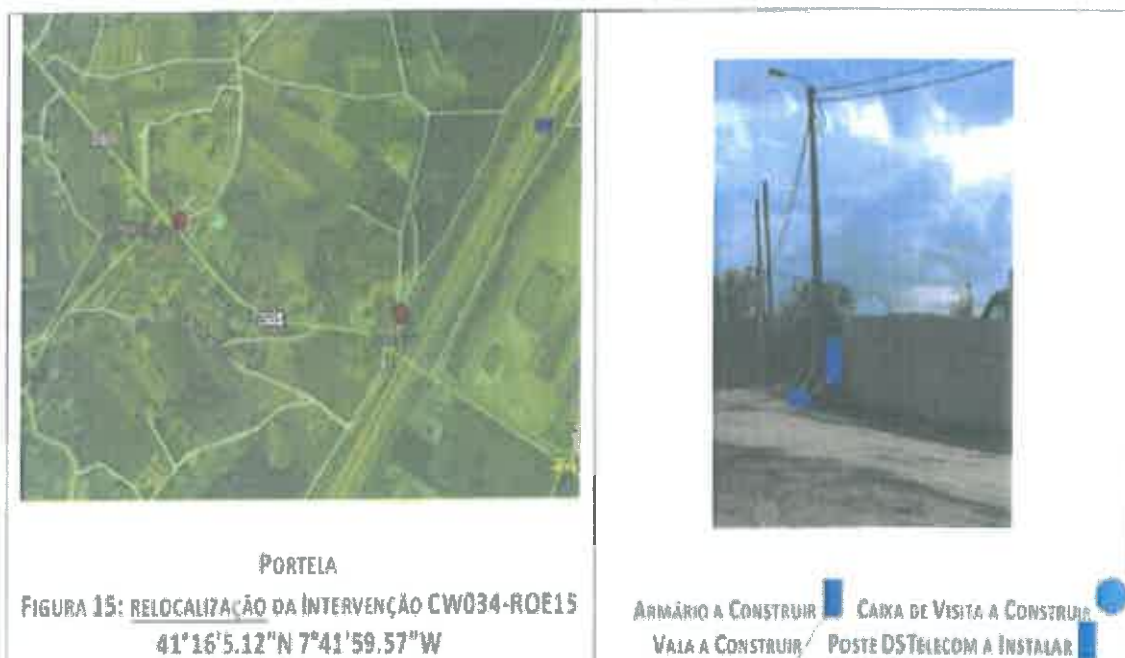 PORTELA
FIGURA 15: RELOCALIZAÇÃO DA INTERVENÇÃO CW034-ROE15
41°16'5.12"N 7°41'59.57"W
ARMÁRIO A CONSTRUIR CAIXA DE VISITA A CONSTRUIR
VALA A CONSTRUIR POSTE DSTELECOM A INSTALAR